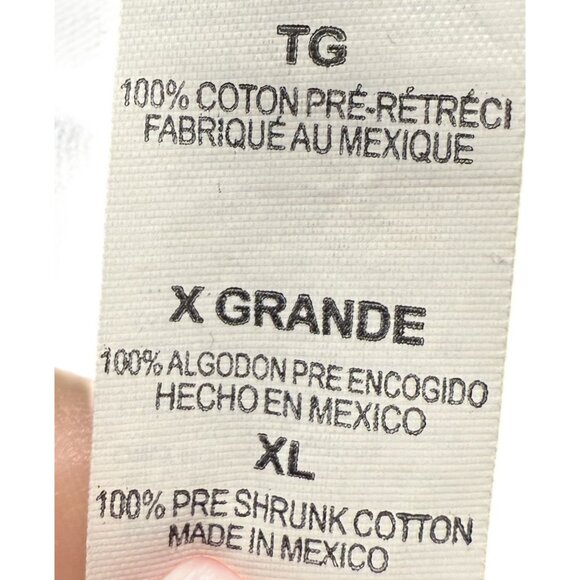 TG
100% COTON PRÉ-RÉTRÉCI
FABRIQUÉ AU MEXIQUE
X GRANDE
100% ALGODON PRE ENCOGIDO
HECHO EN MEXICO
XL
100% PRE SHRUNK COTTON
MADE IN MEXICO